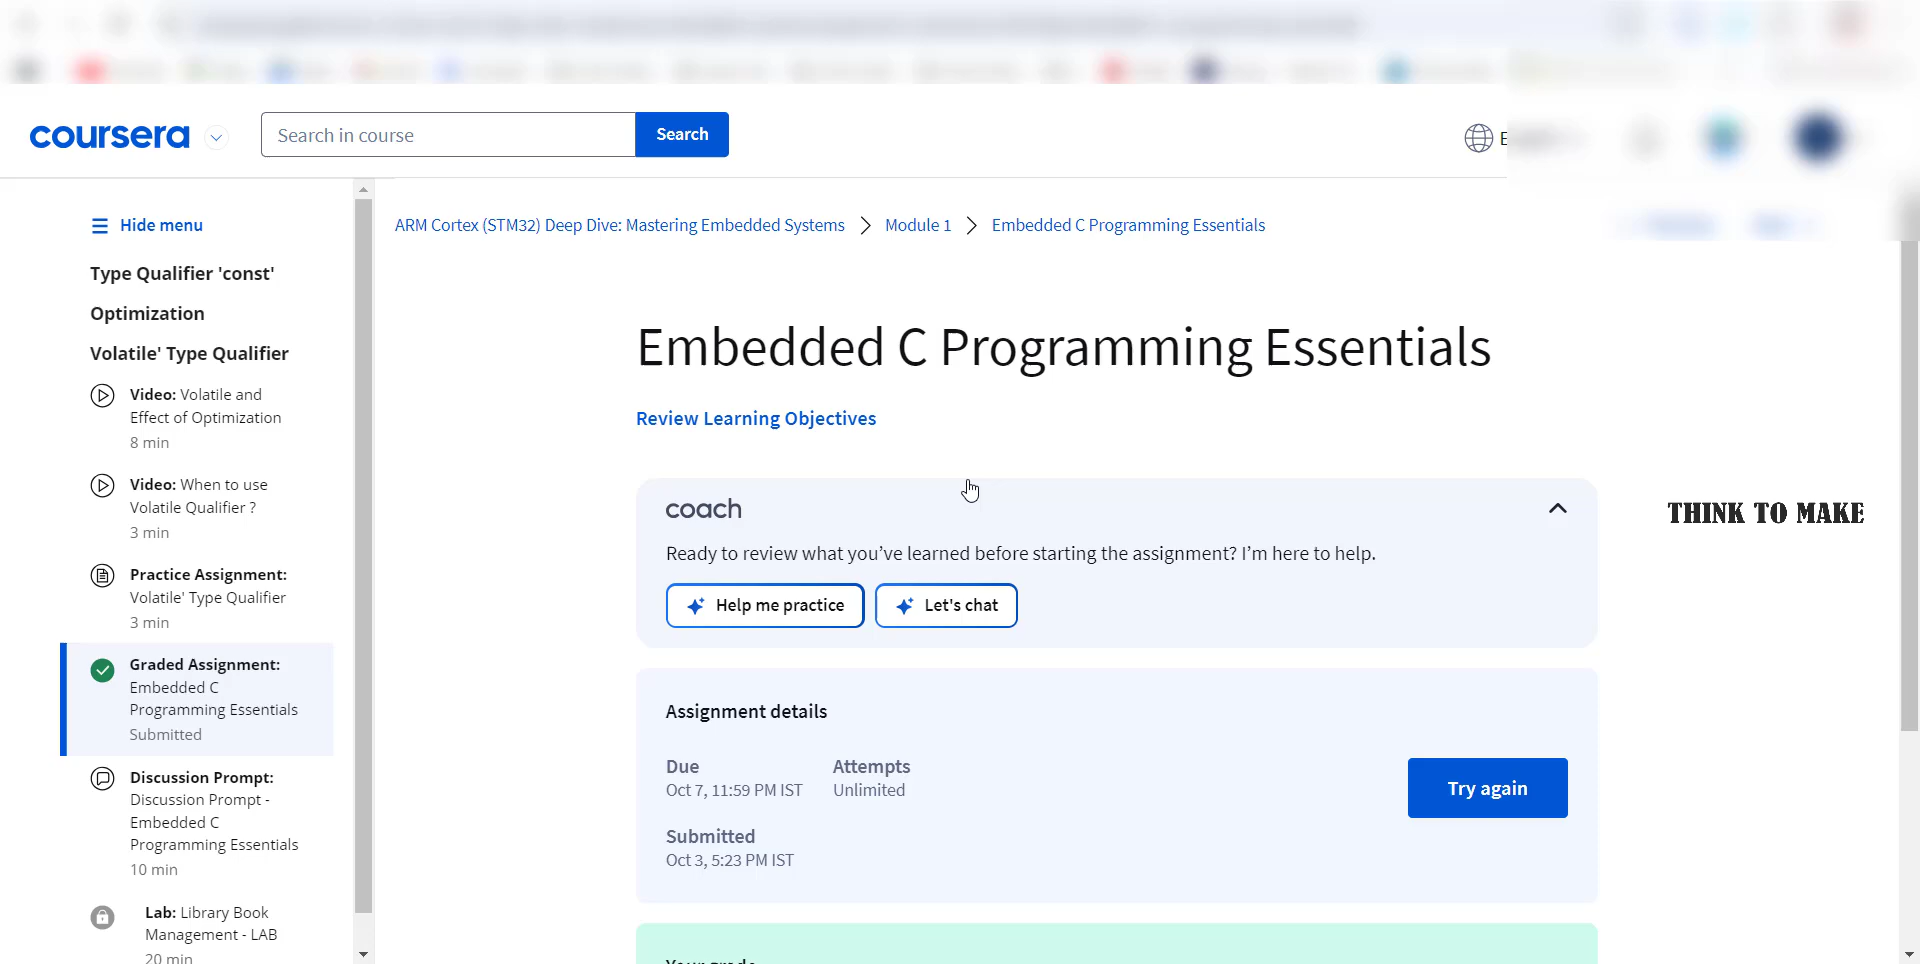 coursera
Search in course
Search
Hide menu
ARM Cortex (STM32) Deep Dive: Mastering Embedded Systems
Module 1
Embedded C Programming Essentials
Type Qualifier 'const'
Optimization
Volatile' Type Qualifier
Video: Volatile and
Effect of Optimization
8 min
Video: When to use
Volatile Qualifier ?
3 min
Practice Assignment:
Volatile' Type Qualifier
3 min
Graded Assignment:
Embedded C
Programming Essentials
Submitted
Discussion Prompt:
Discussion Prompt -
Embedded C
Programming Essentials
10 min
Lab: Library Book
Management - LAB
20 min
Embedded C Programming Essentials
Review Learning Objectives
coach
Ready to review what you’ve learned before starting the assignment? I’m here to help.
Help me practice
Let's chat
THINK TO MAKE
Assignment details
Due
Oct 7, 11:59 PM IST
Attempts
Unlimited
Submitted
Oct 3, 5:23 PM IST
Try again